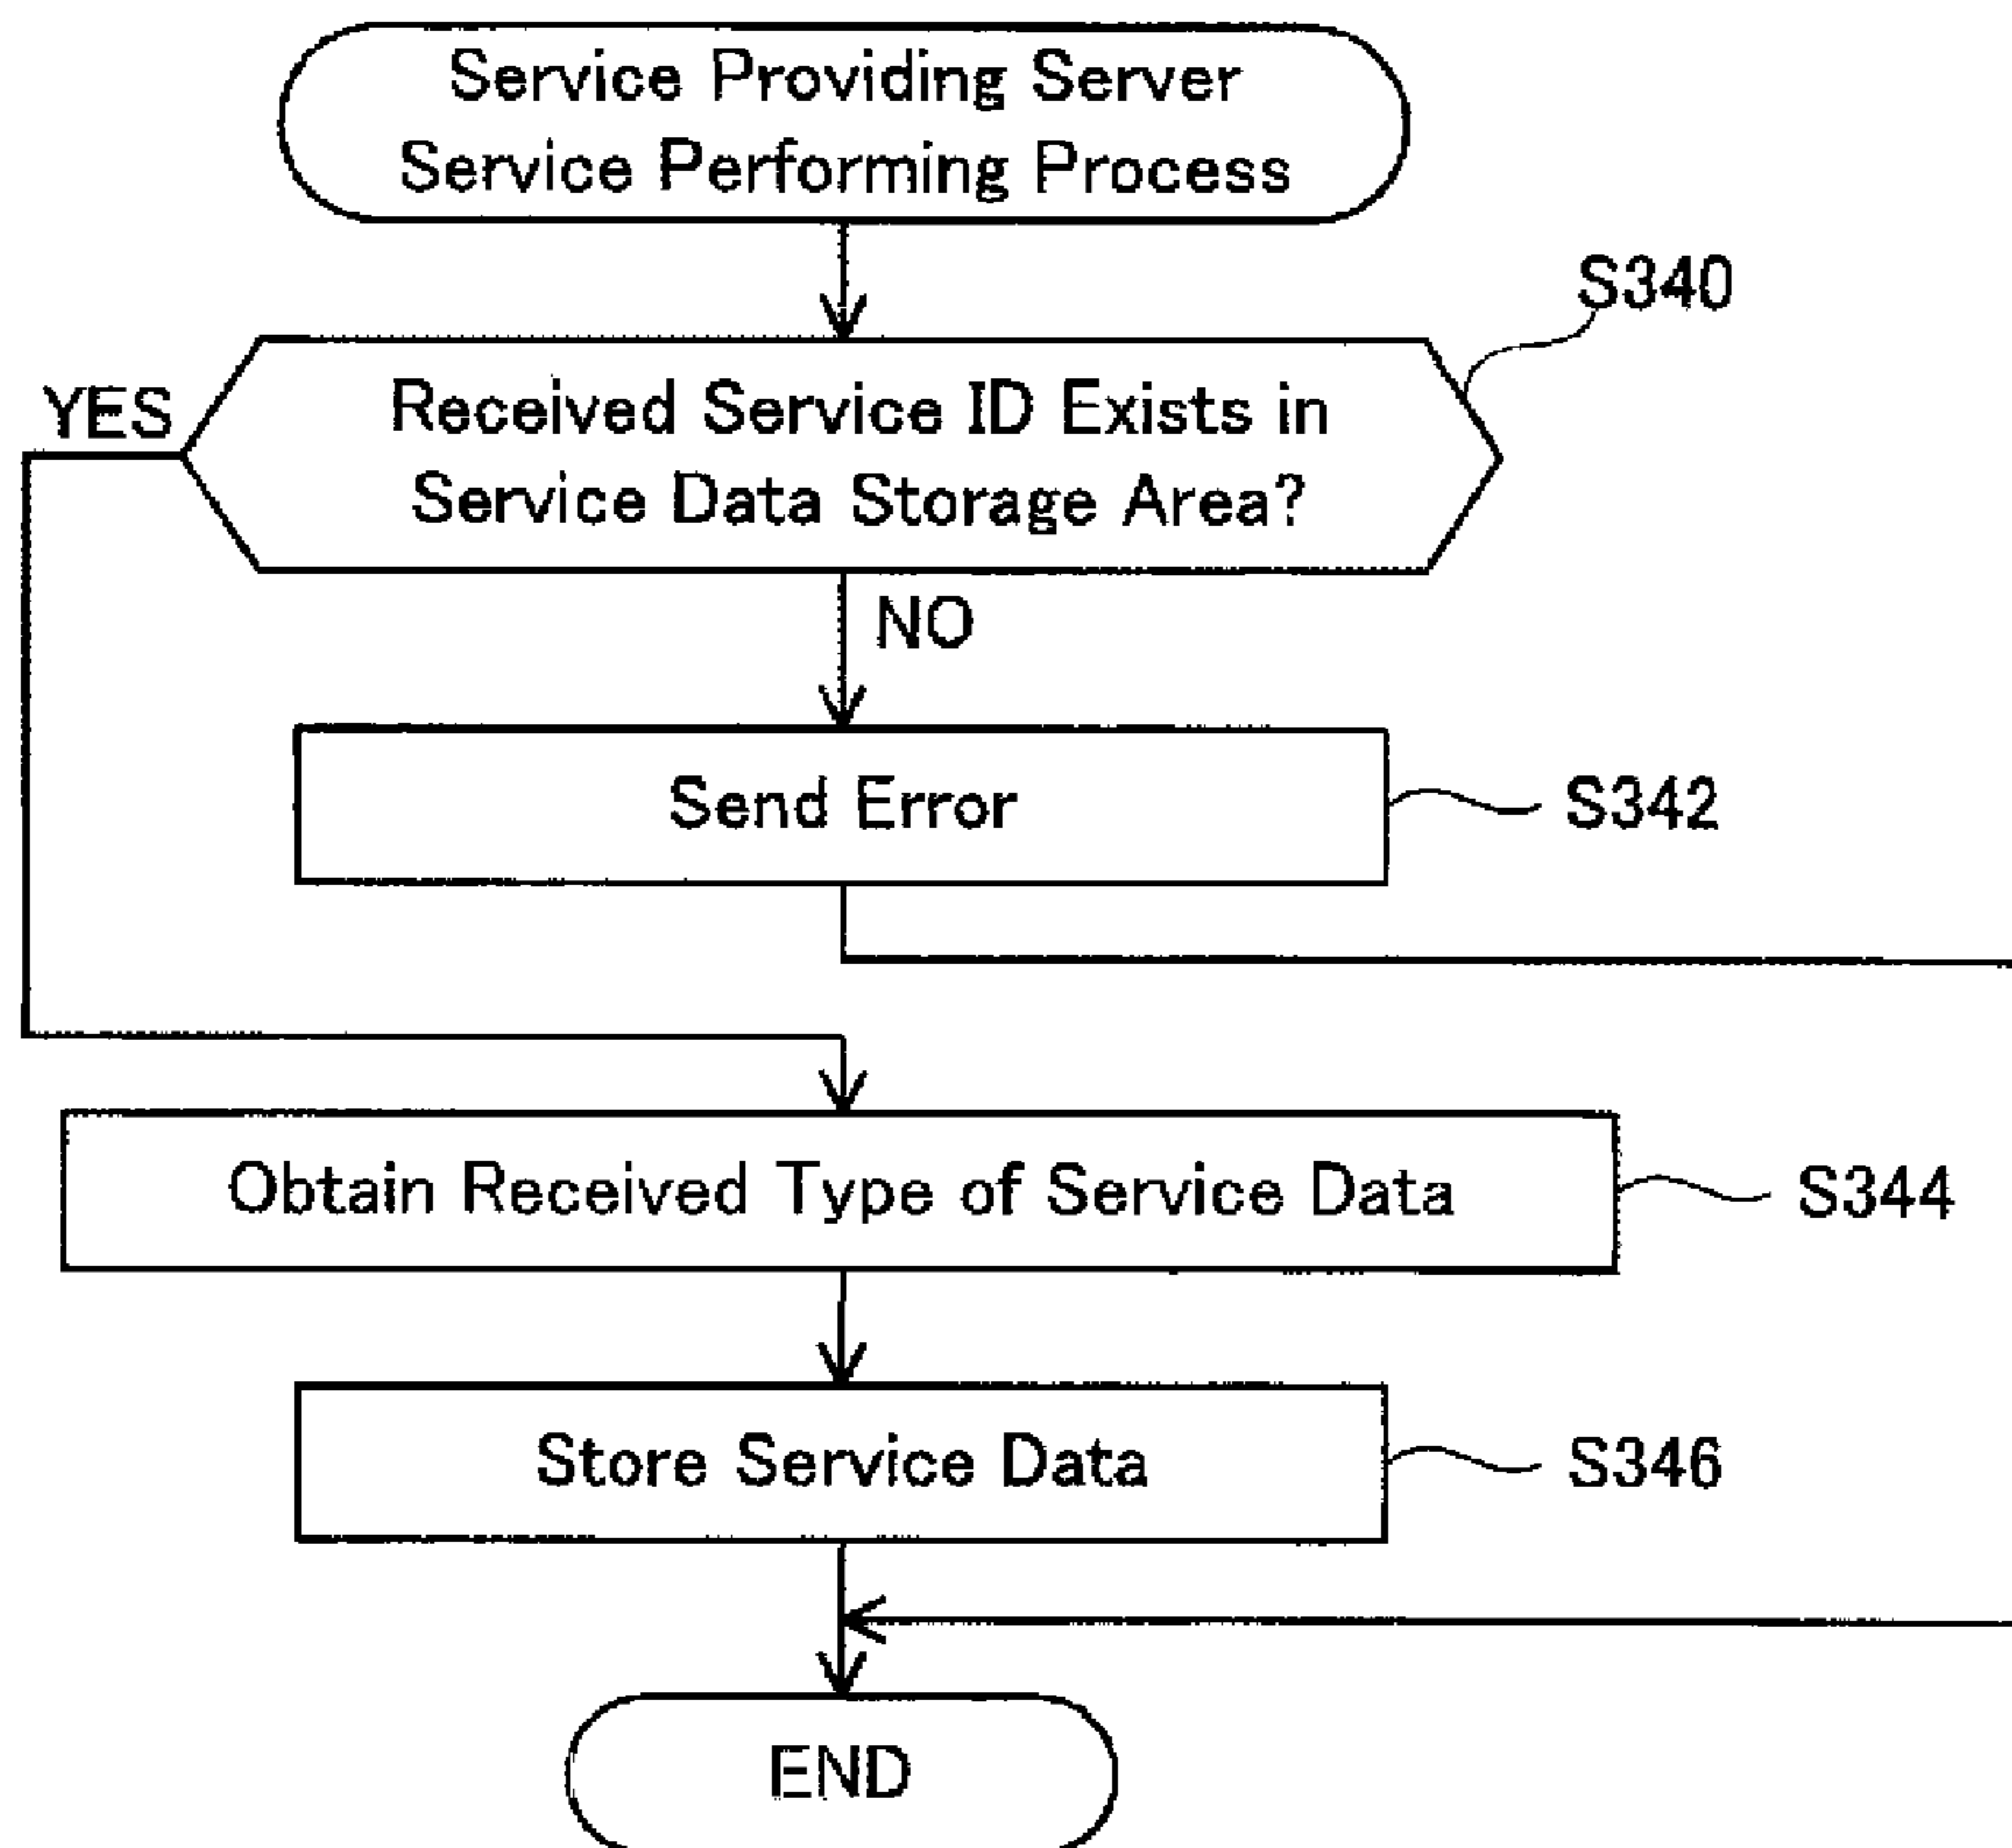 Service Providing Server
Service Performing Process
S340
YES
Received Service ID Exists in
Service Data Storage Area?
NO
Send Error
S342
Obtain Received Type of Service Data
S344
Store Service Data
S346
END